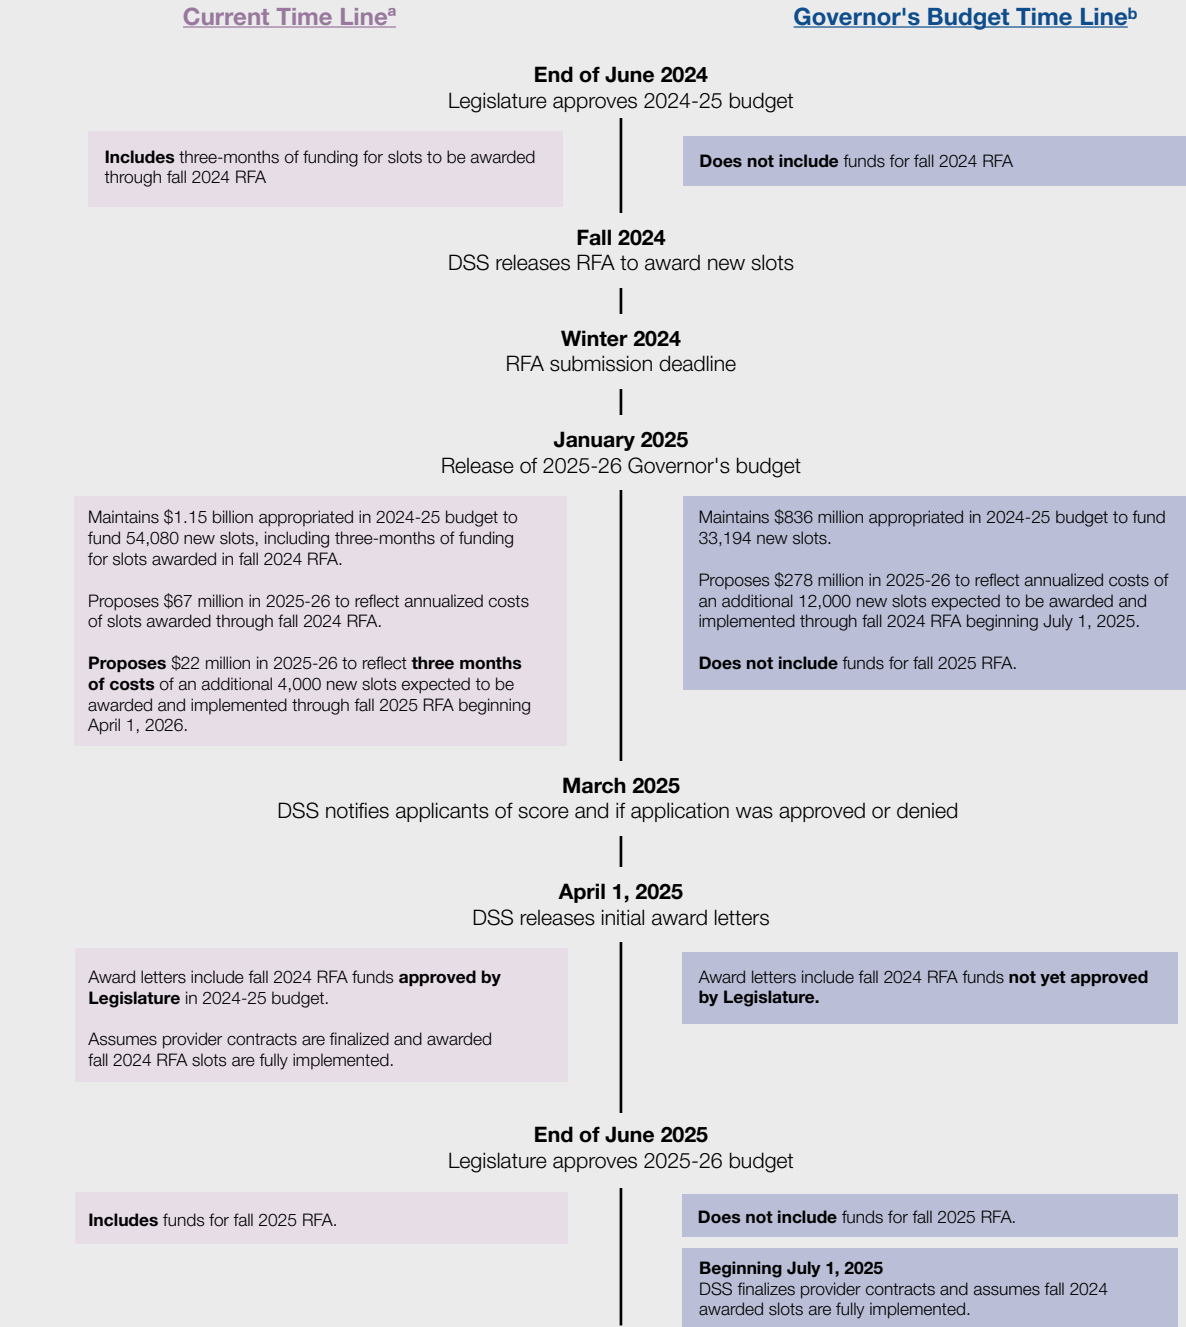 Current Time Lineᵃ
Governor's Budget Time Lineᵇ
End of June 2024
Legislature approves 2024-25 budget
Includes three-months of funding for slots to be awarded
through fall 2024 RFA
Does not include funds for fall 2024 RFA
Fall 2024
DSS releases RFA to award new slots
Winter 2024
RFA submission deadline
January 2025
Release of 2025-26 Governor's budget
Maintains $1.15 billion appropriated in 2024-25 budget to
fund 54,080 new slots, including three-months of funding
for slots awarded in fall 2024 RFA.
Proposes $67 million in 2025-26 to reflect annualized costs
of slots awarded through fall 2024 RFA.
Proposes $22 million in 2025-26 to reflect three months
of costs of an additional 4,000 new slots expected to be
awarded and implemented through fall 2025 RFA beginning
April 1, 2026.
Maintains $836 million appropriated in 2024-25 budget to fund
33,194 new slots.
Proposes $278 million in 2025-26 to reflect annualized costs of
an additional 12,000 new slots expected to be awarded and
implemented through fall 2024 RFA beginning July 1, 2025.
Does not include funds for fall 2025 RFA.
March 2025
DSS notifies applicants of score and if application was approved or denied
April 1, 2025
DSS releases initial award letters
Award letters include fall 2024 RFA funds approved by
Legislature in 2024-25 budget.
Assumes provider contracts are finalized and awarded
fall 2024 RFA slots are fully implemented.
Award letters include fall 2024 RFA funds not yet approved
by Legislature.
End of June 2025
Legislature approves 2025-26 budget
Includes funds for fall 2025 RFA.
Does not include funds for fall 2025 RFA.
Beginning July 1, 2025
DSS finalizes provider contracts and assumes fall 2024
awarded slots are fully implemented.